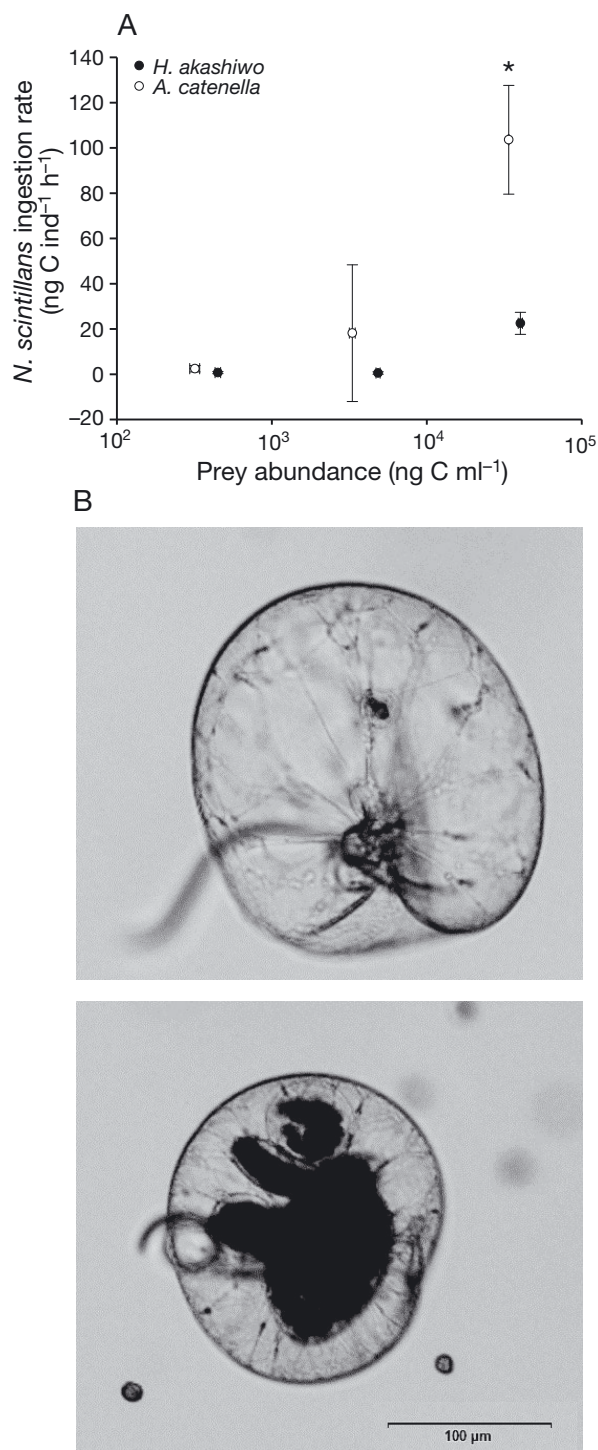 A
140
120
100
80
60
40
20
0
–20
N. scintillans ingestion rate
(ng C ind⁻¹ h⁻¹)
H. akashiwo
A. catenella
*
10²
10³
10⁴
10⁵
Prey abundance (ng C ml⁻¹)
B
100 µm